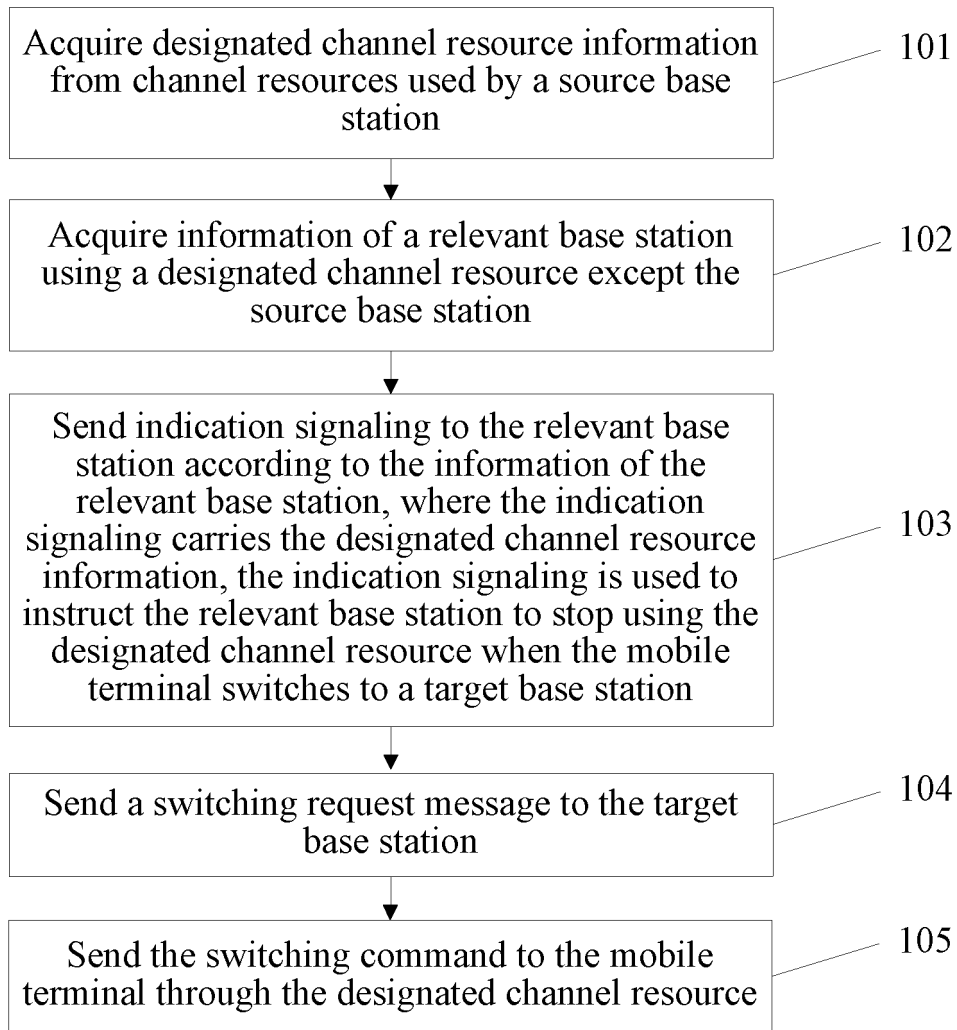 Acquire designated channel resource information
from channel resources used by a source base
station
101
Acquire information of a relevant base station
using a designated channel resource except the
source base station
102
Send indication signaling to the relevant base
station according to the information of the
relevant base station, where the indication
signaling carries the designated channel resource
information, the indication signaling is used to
instruct the relevant base station to stop using the
designated channel resource when the mobile
terminal switches to a target base station
103
Send a switching request message to the target
base station
104
Send the switching command to the mobile
terminal through the designated channel resource
105